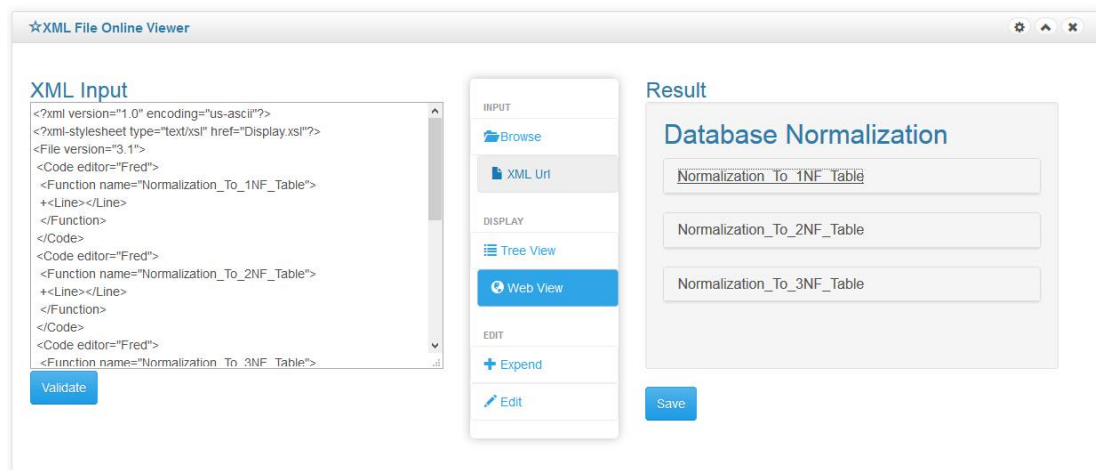 ☆XML File Online Viewer
XML Input
<?xml version="1.0" encoding="us-ascii"?>
<?xml-stylesheet type="text/xsl" href="Display.xsl"?>
<File version="3.1">
<Code editor="Fred">
<Function name="Normalization_To_1NF_Table">
+<Line></Line>
</Function>
</Code>
<Code editor="Fred">
<Function name="Normalization_To_2NF_Table">
+<Line></Line>
</Function>
</Code>
<Code editor="Fred">
<Function name="Normalization_To_3NF_Table">
Validate
INPUT
Browse
XML Url
DISPLAY
Tree View
Web View
EDIT
Expend
Edit
Result
Database Normalization
Normalization_To_1NF_Table
Normalization_To_2NF_Table
Normalization_To_3NF_Table
Save